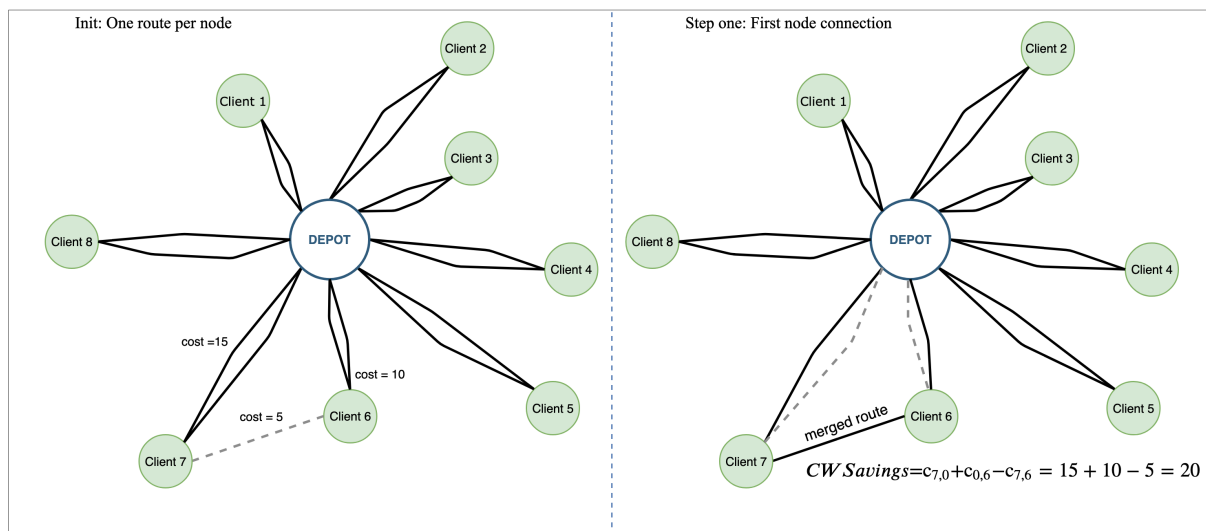 Init: One route per node
Client 2
Client 1
Client 3
Client 8
DEPOT
Client 4
cost =15
cost = 10
cost = 5
Client 6
Client 5
Client 7
Step one: First node connection
Client 2
Client 1
Client 3
Client 8
DEPOT
Client 4
merged route
Client 6
Client 5
Client 7
CW Savings=c7,0+c0,6−c7,6 = 15 + 10 − 5 = 20